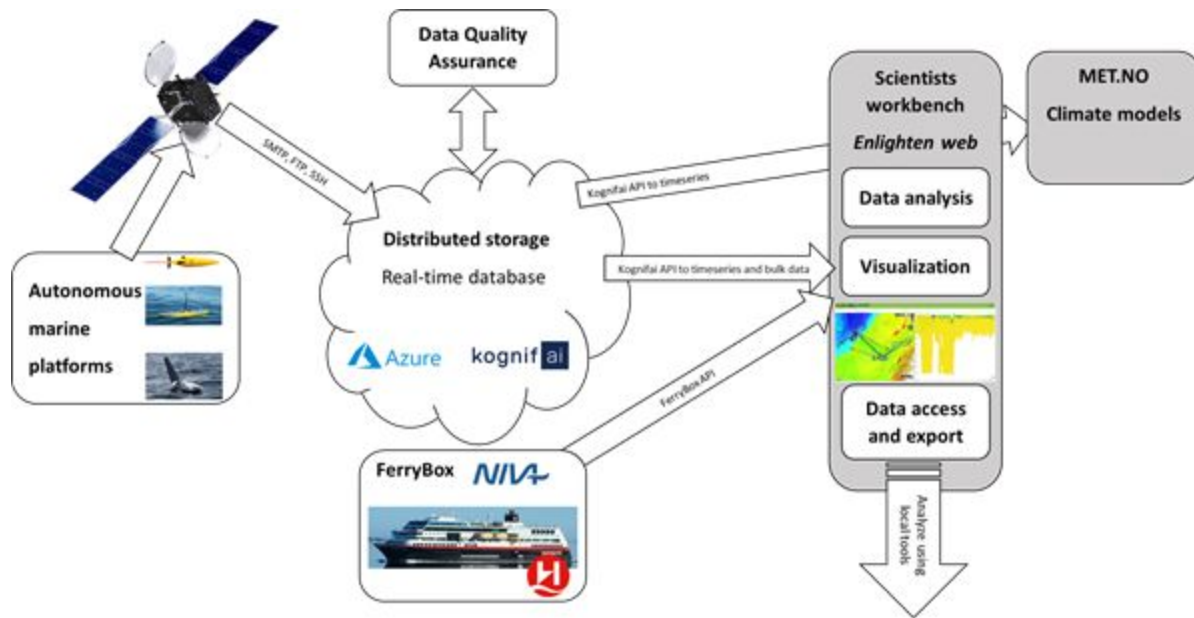 Data Quality
Assurance
Scientists
workbench
Enlighten web
MET.NO
Climate models
SMTP, FTP, SSH
Kognifai API to timeseries
Data analysis
Distributed storage
Real-time database
Kognifai API to timeseries and bulk data
Visualization
Autonomous
marine
platforms
Azure
kognifai
FerryBox API
Data access
and export
FerryBox
NIVA
Analyze using
local tools